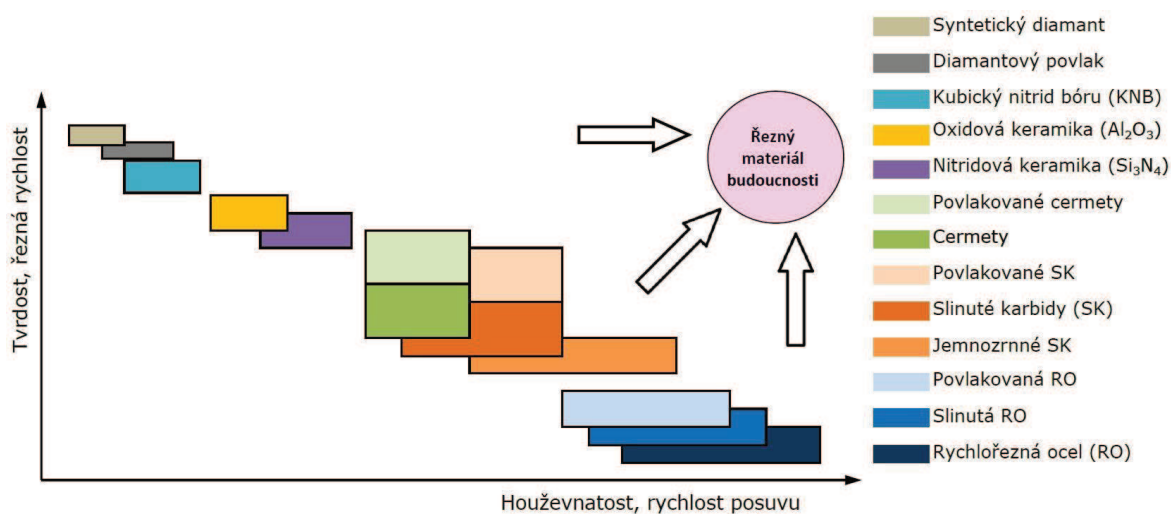 Tvrdost, řezná rychlost
Houževnatost, rychlost posuvu
Řezný
materiál
budoucnosti
Syntetický diamant
Diamantový povlak
Kubický nitrid bóru (KNB)
Oxidová keramika (Al₂O₃)
Nitridová keramika (Si₃N₄)
Povlakované cermety
Cermety
Povlakované SK
Slinuté karbidy (SK)
Jemnozrnné SK
Povlakovaná RO
Slinutá RO
Rychlořezná ocel (RO)